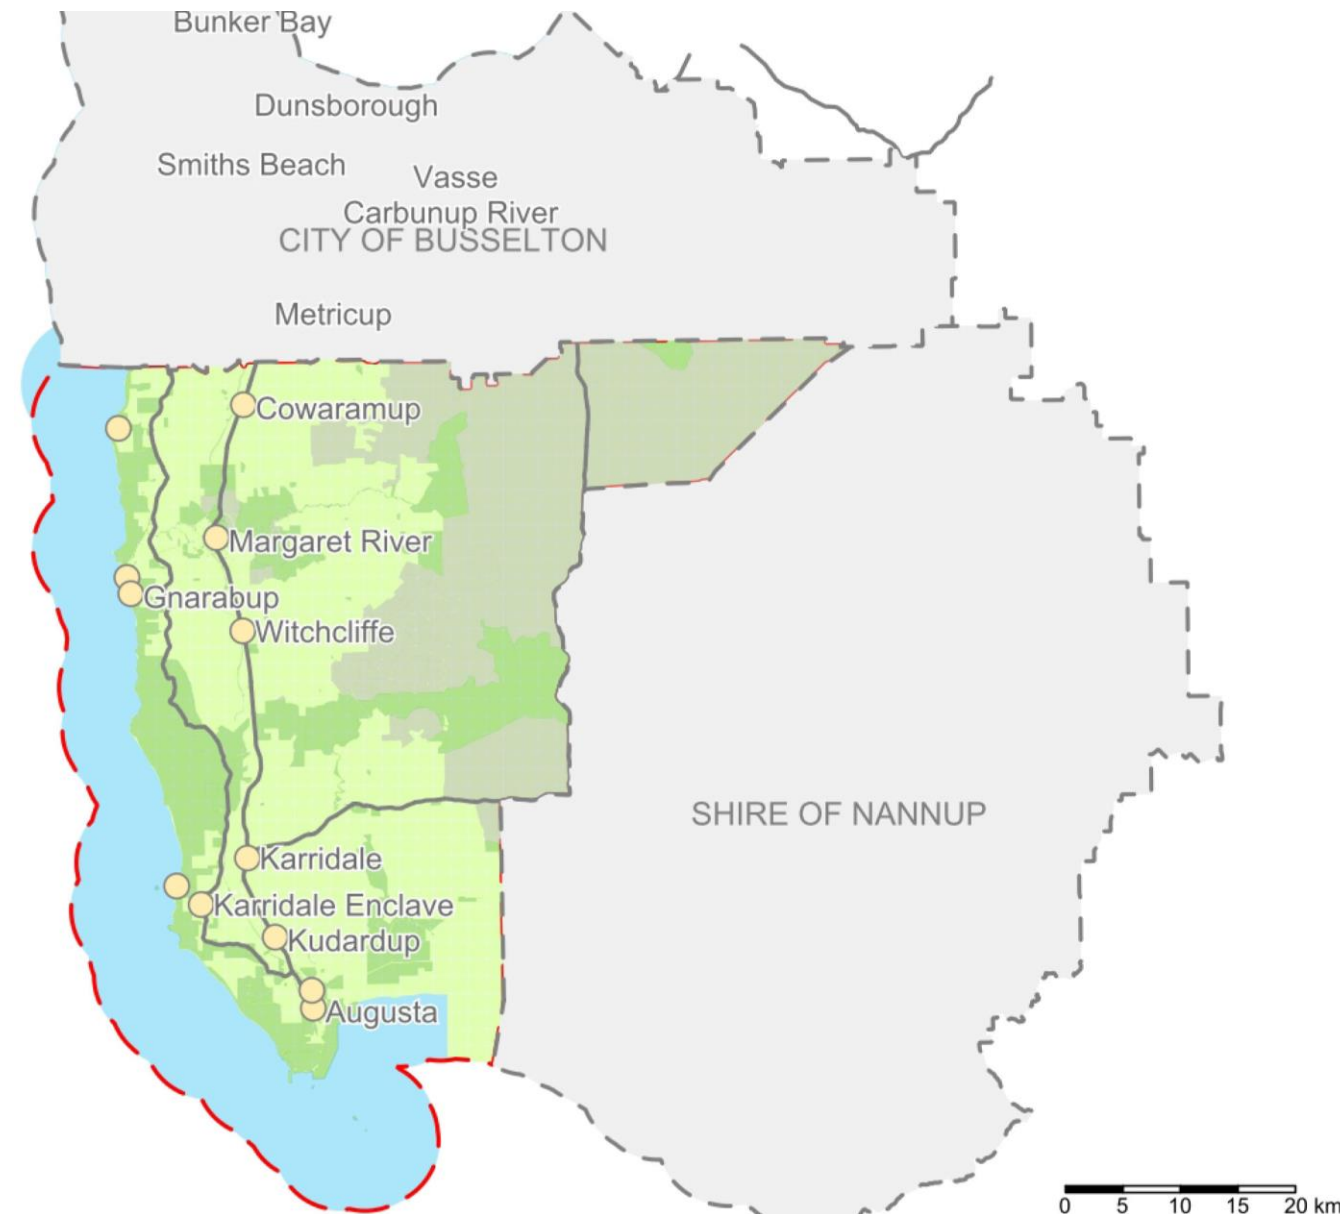 Bunker Bay
Dunsborough
Smiths Beach
Vasse
Carbunup River
CITY OF BUSSELTON
Metricup
Cowaramup
Margaret River
Gnarabup
Witchcliffe
SHIRE OF NANNUP
Karridale
Karridale Enclave
Kudardup
Augusta
0 5 10 15 20 km